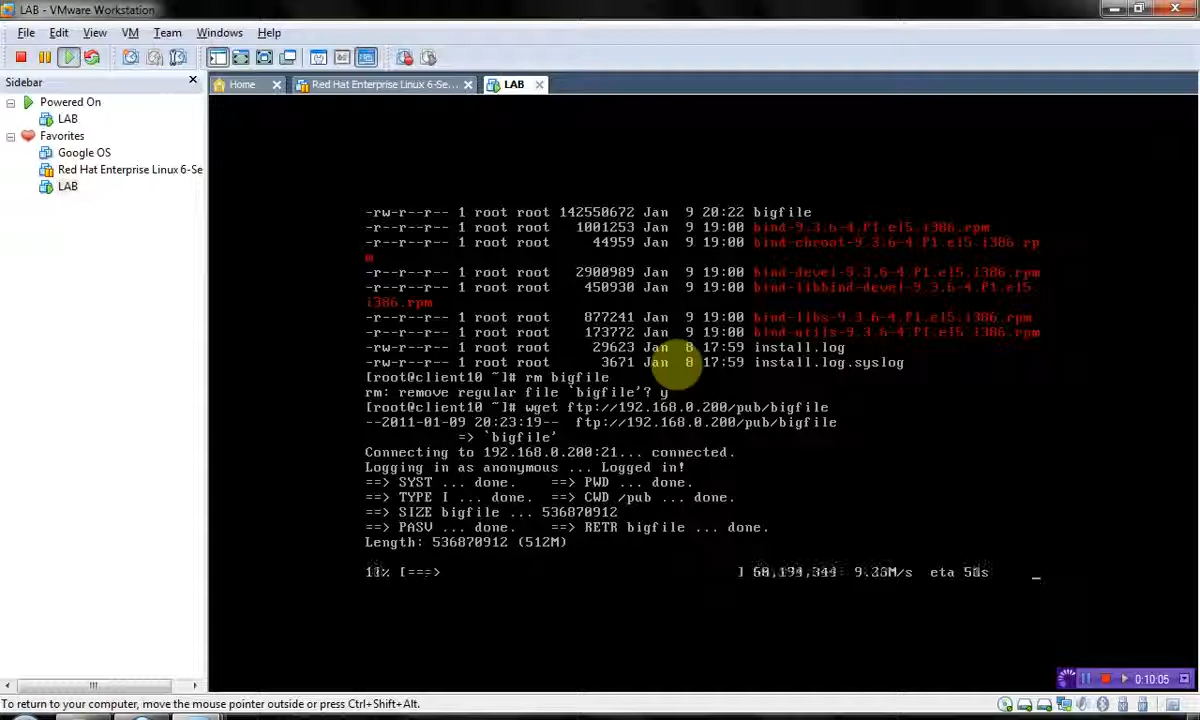 LAB - VMware Workstation
File Edit View VM Team Windows Help
Sidebar
Powered On
LAB
Favorites
Google OS
Red Hat Enterprise Linux 6-Se
LAB
Home Red Hat Enterprise Linux 6-Se... LAB
-rw-r--r-- 1 root root 142550672 Jan 9 20:22 bigfile
-r--r--r-- 1 root root 1001253 Jan 9 19:00 bind-9.3.6-4.P1.el5.i386.rpm
-r--r--r-- 1 root root 44959 Jan 9 19:00 bind-chroot-9.3.6-4.P1.el5.i386.rp
m
-r--r--r-- 1 root root 2900989 Jan 9 19:00 bind-devel-9.3.6-4.P1.el5.i386.rpm
-r--r--r-- 1 root root 450930 Jan 9 19:00 bind-libbind-devel-9.3.6-4.P1.el5.
i386.rpm
-r--r--r-- 1 root root 877241 Jan 9 19:00 bind-libs-9.3.6-4.P1.el5.i386.rpm
-r--r--r-- 1 root root 173772 Jan 9 19:00 bind-utils-9.3.6-4.P1.el5.i386.rpm
-rw-r--r-- 1 root root 29623 Jan 8 17:59 install.log
-rw-r--r-- 1 root root 3671 Jan 8 17:59 install.log.syslog
[root@client10 ~]# rm bigfile
rm: remove regular file `bigfile'? y
[root@client10 ~]# wget ftp://192.168.0.200/pub/bigfile
--2011-01-09 20:23:19-- ftp://192.168.0.200/pub/bigfile
=> `bigfile'
Connecting to 192.168.0.200:21... connected.
Logging in as anonymous ... Logged in!
==> SYST ... done. ==> PWD ... done.
==> TYPE I ... done. ==> CWD /pub ... done.
==> SIZE bigfile ... 536870912
==> PASV ... done. ==> RETR bigfile ... done.
Length: 536870912 (512M)
[===> ] eta
0:10:05
To return to your computer, move the mouse pointer outside or press Ctrl+Shift+Alt.